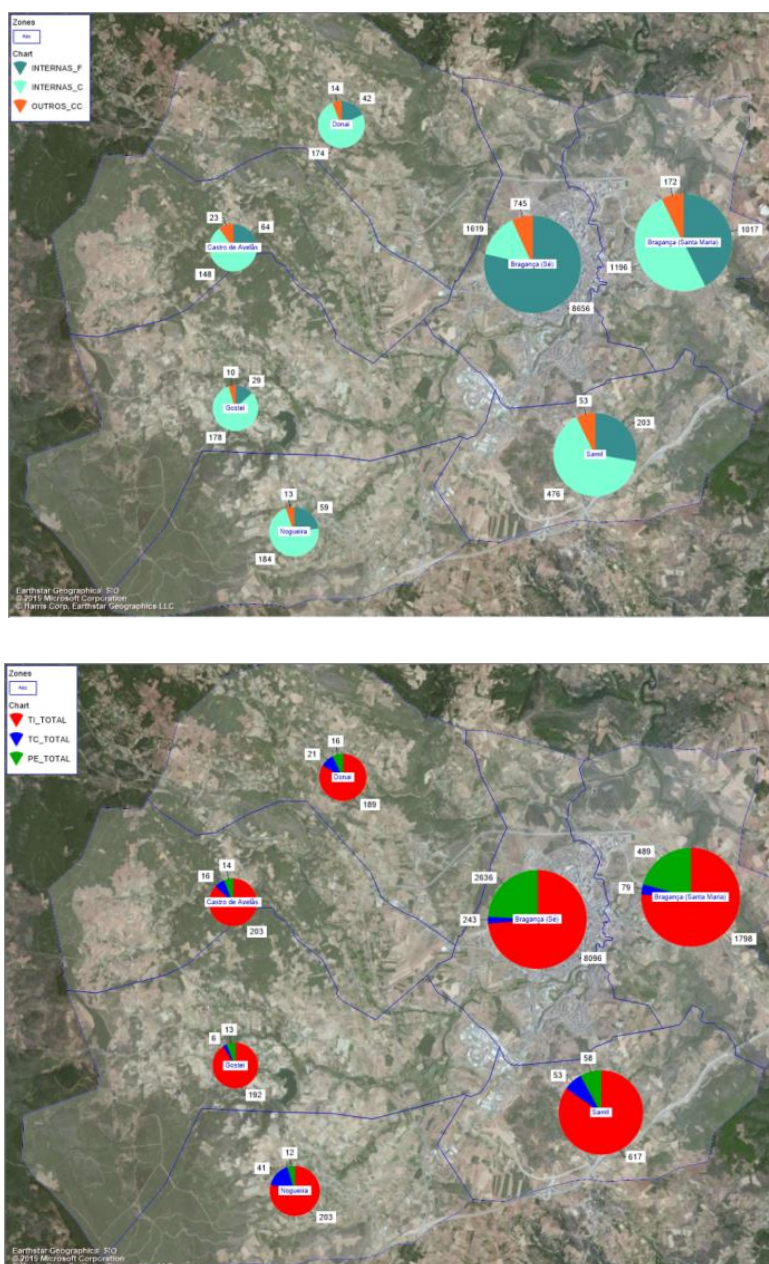 Zones
Chart
INTERNAS_F
INTERNAS_C
OUTROS_CC
14
42
Donai
174
23
64
Castro de Avelãs
148
745
1619
Bragança (Sé)
8656
172
1017
Bragança (Santa Maria)
1196
10
29
Gostei
178
53
203
Samil
476
13
59
Nogueira
184
Earthstar Geographics SIO
© 2015 Microsoft Corporation
© Harris Corp, Earthstar Geographics LLC
Zones
Chart
TI_TOTAL
TC_TOTAL
PE_TOTAL
16
21
Donai
189
14
16
Castro de Avelãs
203
2636
243
Bragança (Sé)
8096
489
79
Bragança (Santa Maria)
1798
13
6
Gostei
192
58
53
Samil
617
12
41
Nogueira
203
Earthstar Geographics SIO
© 2015 Microsoft Corporation